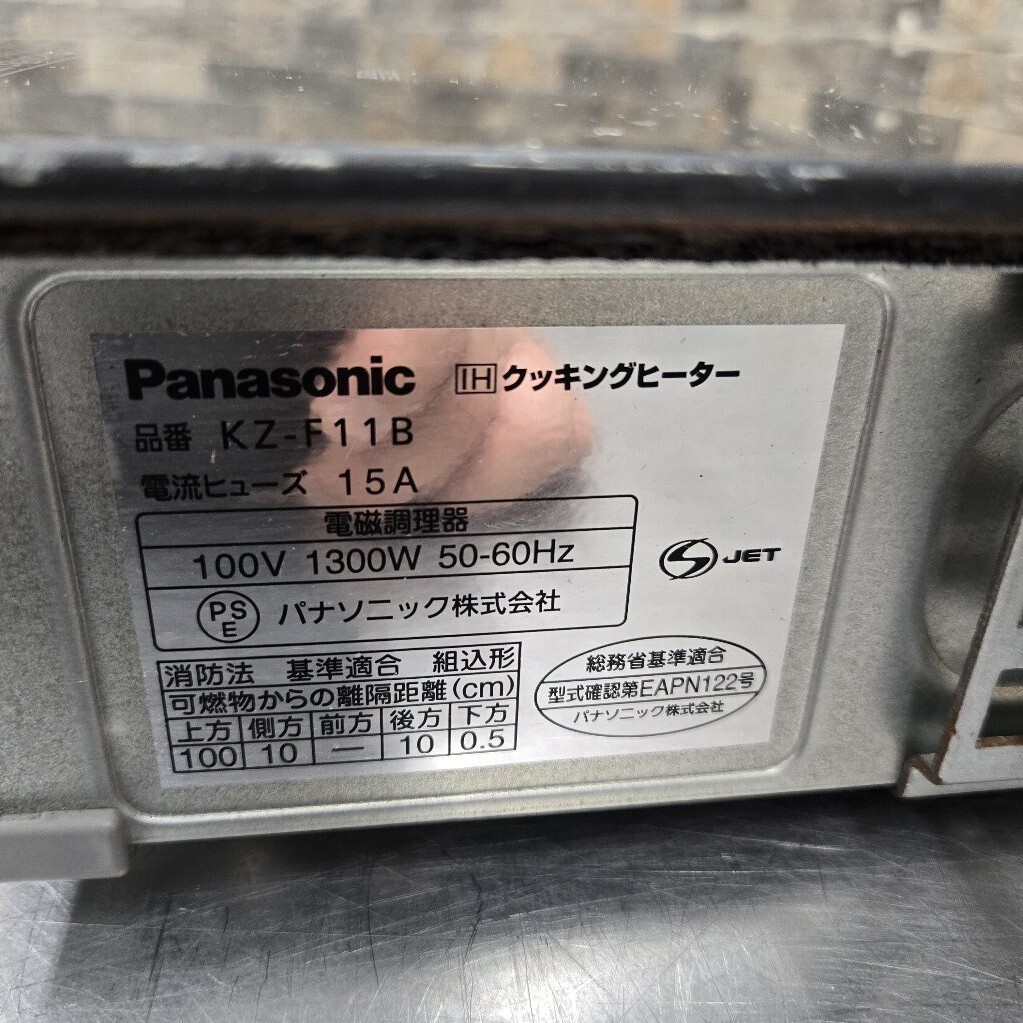 Panasonic IHクッキングヒーター
品番 KZ-F11B
電流ヒューズ 15A
電磁調理器
100V 1300W 50-60Hz
PSE パナソニック株式会社
S JET
消防法 基準適合 組込形
可燃物からの離隔距離(cm)
上方 側方 前方 後方 下方
100 10 — 10 0.5
総務省基準適合
型式確認第EAPN122号
パナソニック株式会社